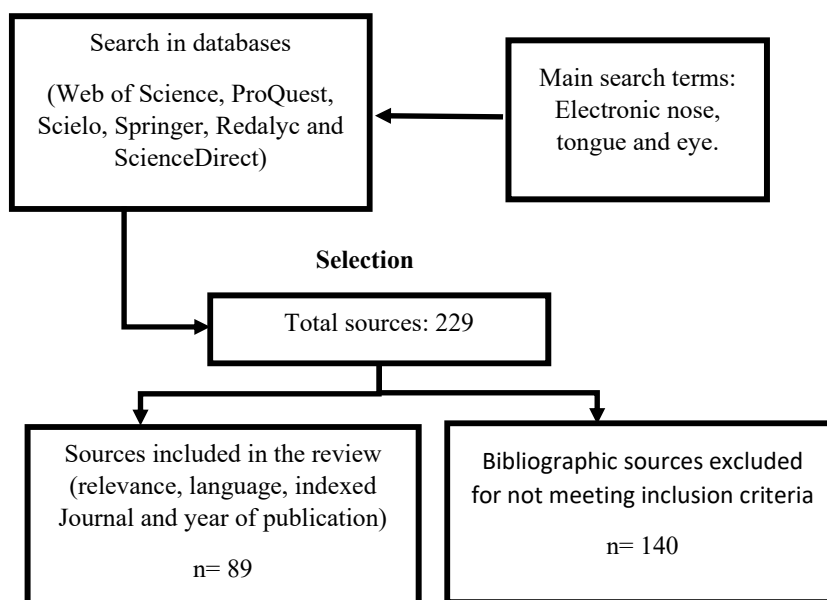 Search in databases
(Web of Science, ProQuest,
Scielo, Springer, Redalyc and
ScienceDirect)
Main search terms:
Electronic nose,
tongue and eye.
Selection
Total sources: 229
Sources included in the review
(relevance, language, indexed
Journal and year of publication)
n= 89
Bibliographic sources excluded
for not meeting inclusion criteria
n= 140